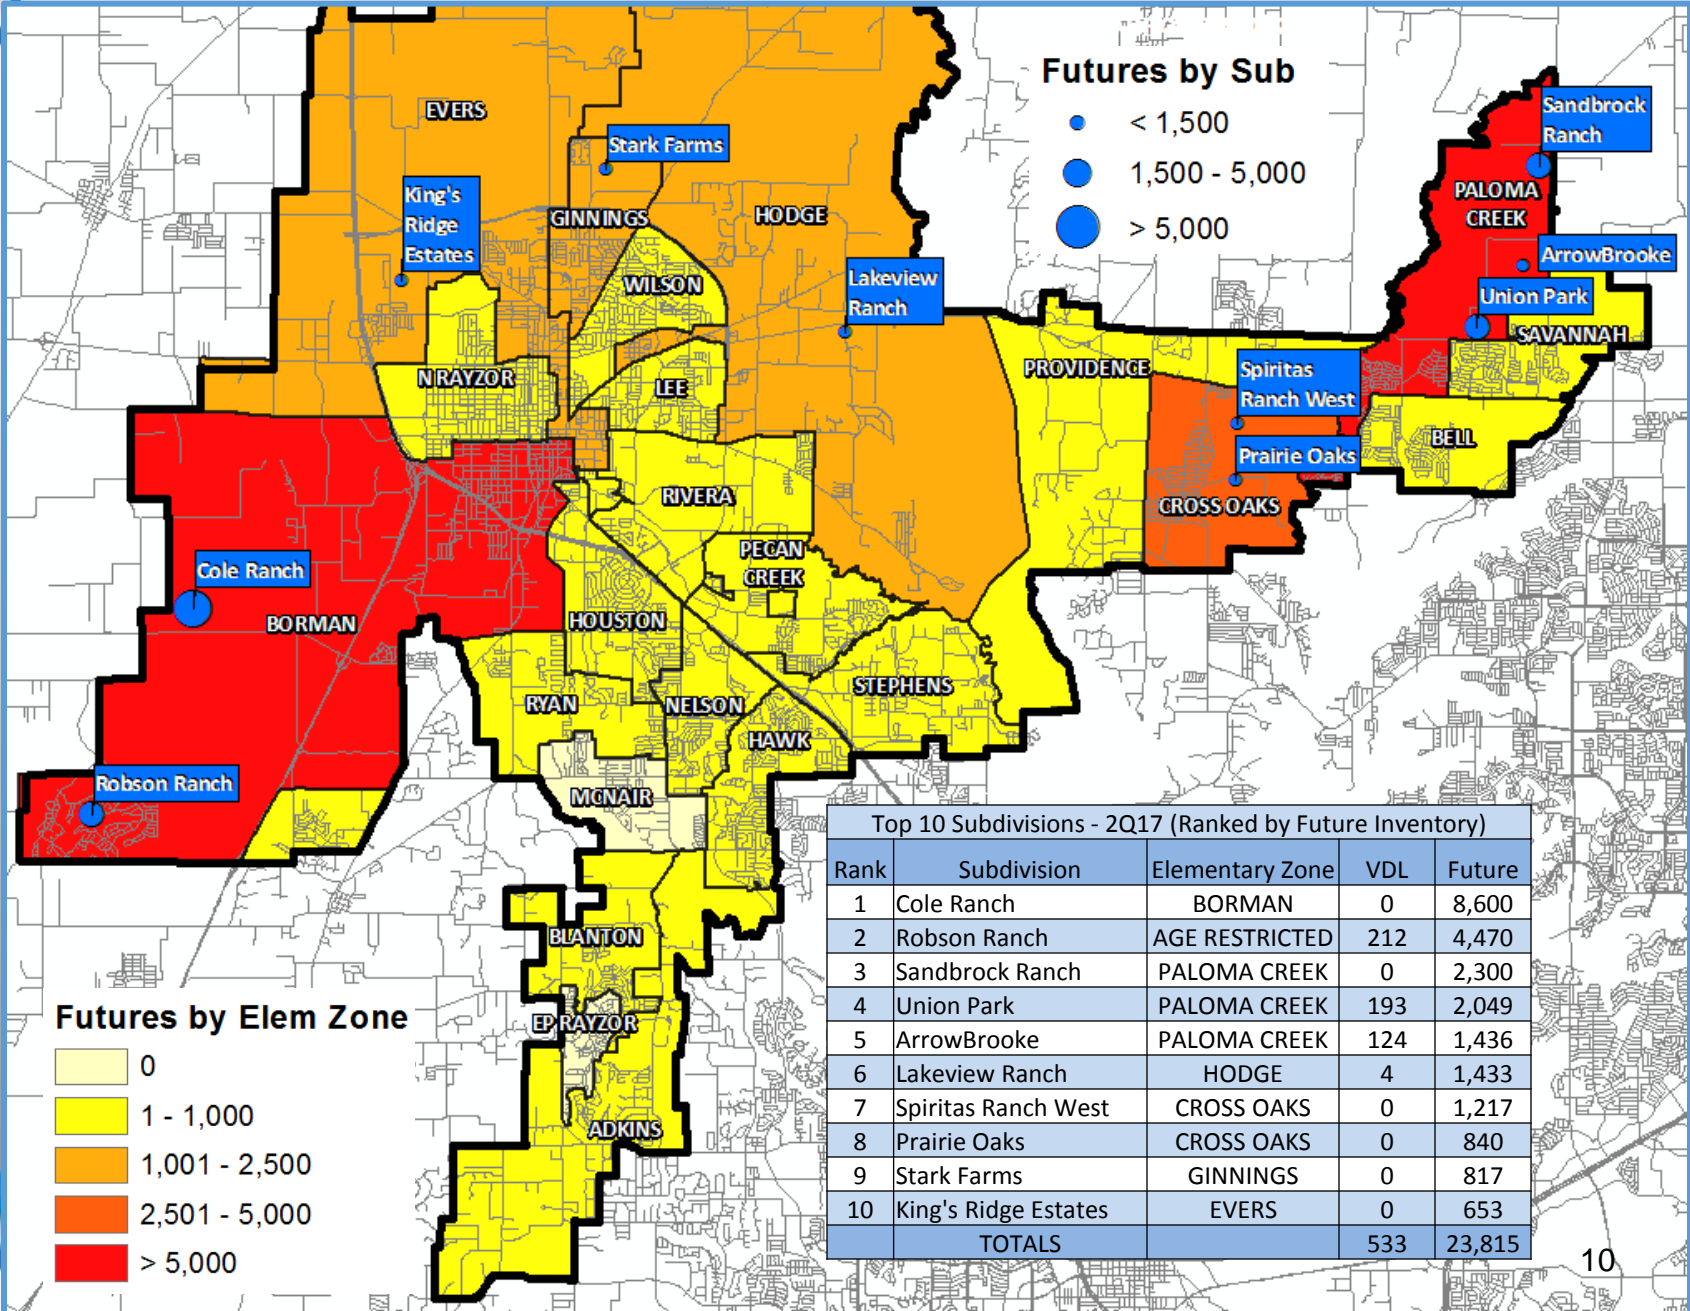 Futures by Sub
< 1,500
1,500 - 5,000
> 5,000
EVERS
Stark Farms
King's
Ridge
Estates
GINNINGS
HODGE
WILSON
Lakeview
Ranch
N RAYZOR
LEE
Sandbrock
Ranch
PALOMA
CREEK
ArrowBrooke
Union Park
SAVANNAH
PROVIDENCE
Spiritas
Ranch West
Prairie Oaks
BELL
CROSS OAKS
RIVERA
PECAN
CREEK
Cole Ranch
BORMAN
HOUSTON
STEPHENS
RYAN
NELSON
HAWK
Robson Ranch
MCNAIR
BLANTON
EP RAYZOR
ADKINS
Futures by Elem Zone
0
1 - 1,000
1,001 - 2,500
2,501 - 5,000
> 5,000
Top 10 Subdivisions - 2Q17 (Ranked by Future Inventory)
Rank Subdivision Elementary Zone VDL Future
1 Cole Ranch BORMAN 0 8,600
2 Robson Ranch AGE RESTRICTED 212 4,470
3 Sandbrock Ranch PALOMA CREEK 0 2,300
4 Union Park PALOMA CREEK 193 2,049
5 ArrowBrooke PALOMA CREEK 124 1,436
6 Lakeview Ranch HODGE 4 1,433
7 Spiritas Ranch West CROSS OAKS 0 1,217
8 Prairie Oaks CROSS OAKS 0 840
9 Stark Farms GINNINGS 0 817
10 King's Ridge Estates EVERS 0 653
TOTALS 533 23,815
10